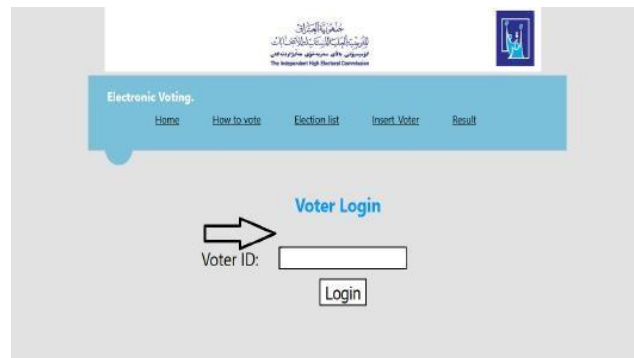 The Independent High Electoral Commission
Electronic Voting.
Home How to vote Election list Insert Voter Result
Voter Login
Voter ID:
Login